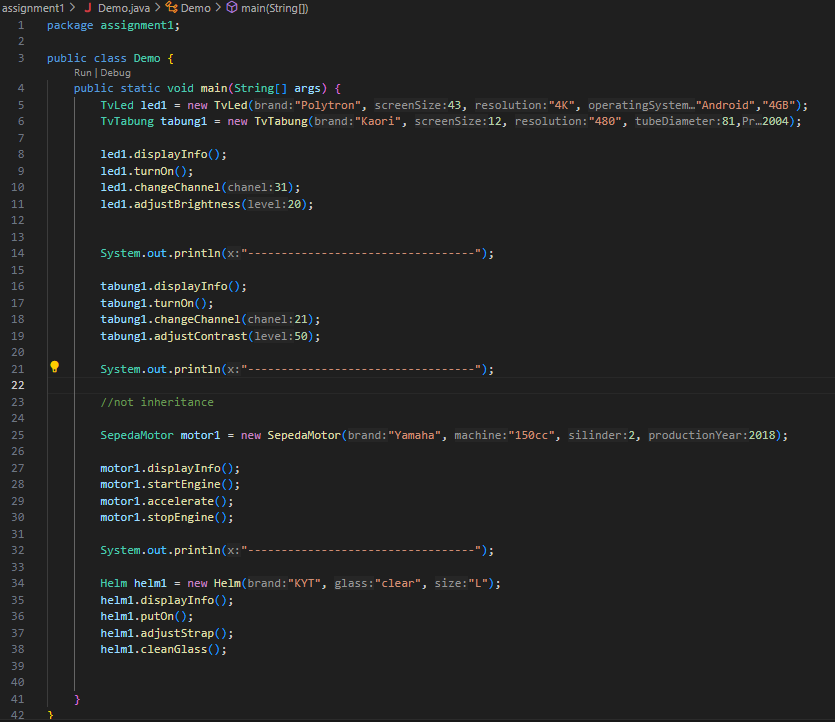 assignment1 > J Demo.java > Demo > main(String[])
1 package assignment1;
2
3 public class Demo {
Run | Debug
4 public static void main(String[] args) {
5 TvLed led1 = new TvLed(brand:"Polytron", screenSize:43, resolution:"4K", operatingSystem…"Android","4GB");
6 TvTabung tabung1 = new TvTabung(brand:"Kaori", screenSize:12, resolution:"480", tubeDiameter:81,Pr…2004);
7
8 led1.displayInfo();
9 led1.turnOn();
10 led1.changeChannel(chanel:31);
11 led1.adjustBrightness(level:20);
12
13
14 System.out.println(x:"----------------------------------");
15
16 tabung1.displayInfo();
17 tabung1.turnOn();
18 tabung1.changeChannel(chanel:21);
19 tabung1.adjustContrast(level:50);
20
21 System.out.println(x:"----------------------------------");
22
23 //not inheritance
24
25 SepedaMotor motor1 = new SepedaMotor(brand:"Yamaha", machine:"150cc", silinder:2, productionYear:2018);
26
27 motor1.displayInfo();
28 motor1.startEngine();
29 motor1.accelerate();
30 motor1.stopEngine();
31
32 System.out.println(x:"----------------------------------");
33
34 Helm helm1 = new Helm(brand:"KYT", glass:"clear", size:"L");
35 helm1.displayInfo();
36 helm1.putOn();
37 helm1.adjustStrap();
38 helm1.cleanGlass();
39
40
41 }
42 }